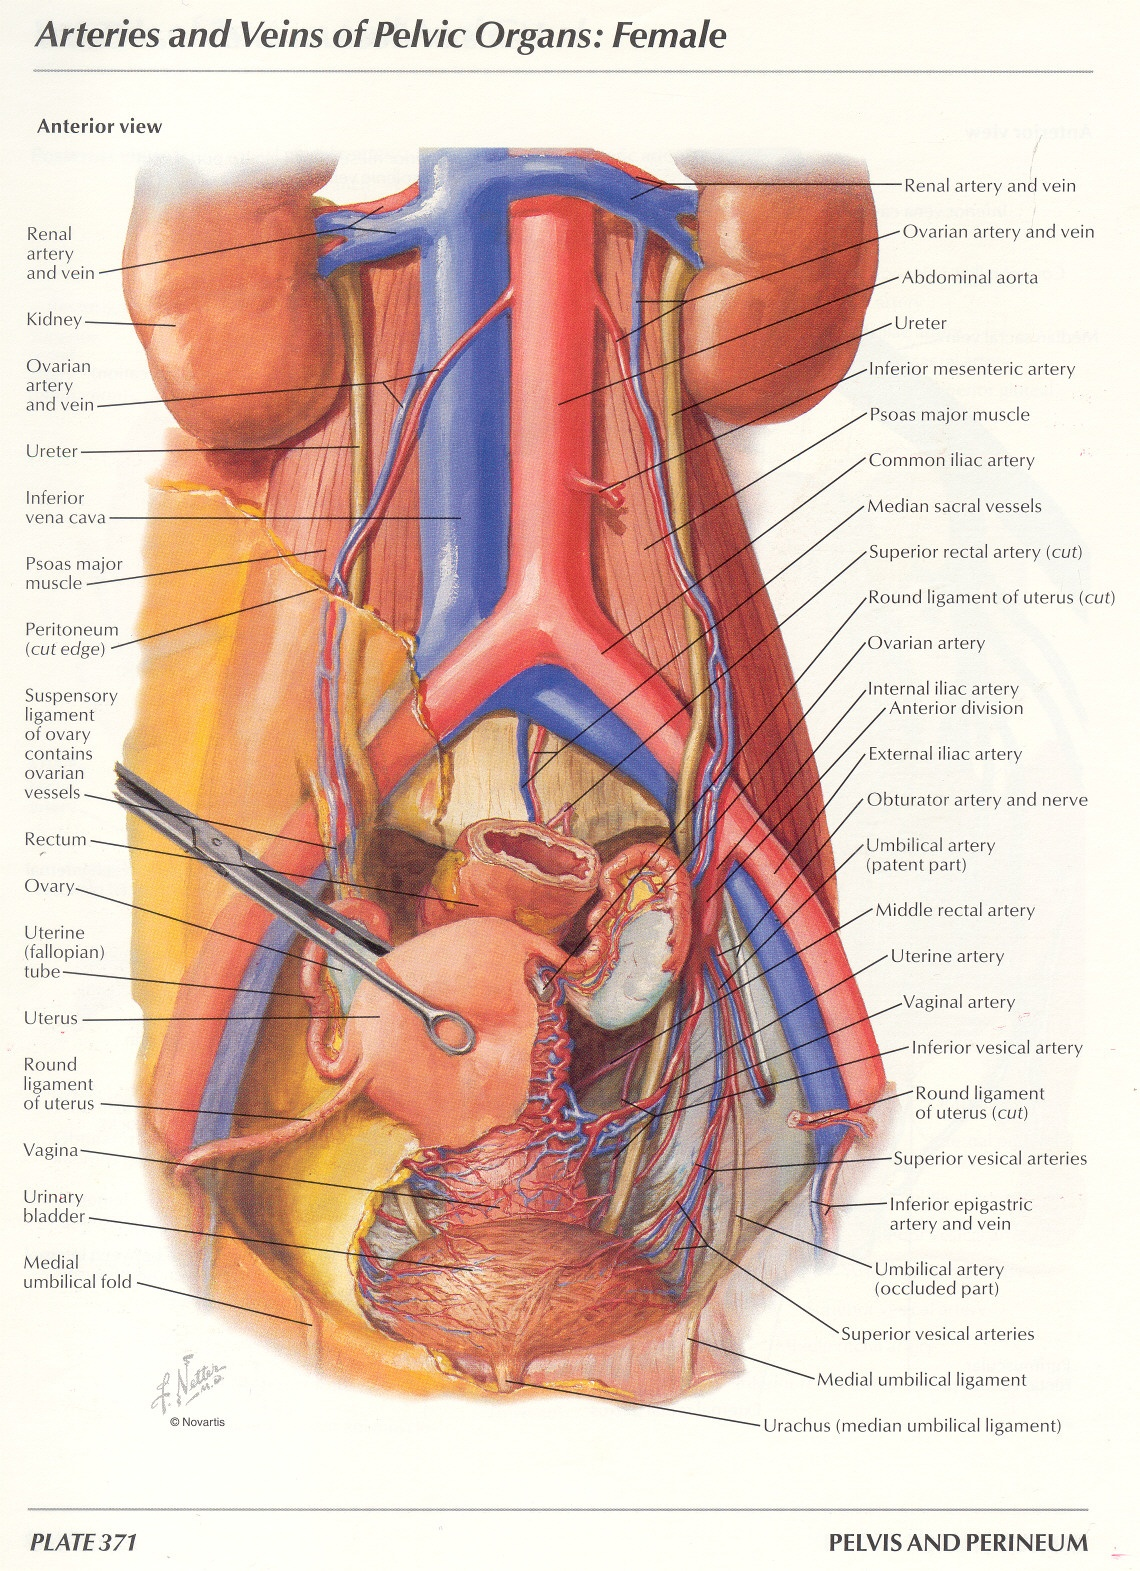 Arteries and Veins of Pelvic Organs: Female
Anterior view
Renal
artery
and vein
Kidney
Ovarian
artery
and vein
Ureter
Inferior
vena cava
Psoas major
muscle
Peritoneum
(cut edge)
Suspensory
ligament
of ovary
contains
ovarian
vessels
Rectum
Ovary
Uterine
(fallopian)
tube
Uterus
Round
ligament
of uterus
Vagina
Urinary
bladder
Medial
umbilical fold
Renal artery and vein
Ovarian artery and vein
Abdominal aorta
Ureter
Inferior mesenteric artery
Psoas major muscle
Common iliac artery
Median sacral vessels
Superior rectal artery (cut)
Round ligament of uterus (cut)
Ovarian artery
Internal iliac artery
Anterior division
External iliac artery
Obturator artery and nerve
Umbilical artery
(patent part)
Middle rectal artery
Uterine artery
Vaginal artery
Inferior vesical artery
Round ligament
of uterus (cut)
Superior vesical arteries
Inferior epigastric
artery and vein
Umbilical artery
(occluded part)
Superior vesical arteries
Medial umbilical ligament
Urachus (median umbilical ligament)
F. Netter
M.D.
© Novartis
PLATE 371
PELVIS AND PERINEUM